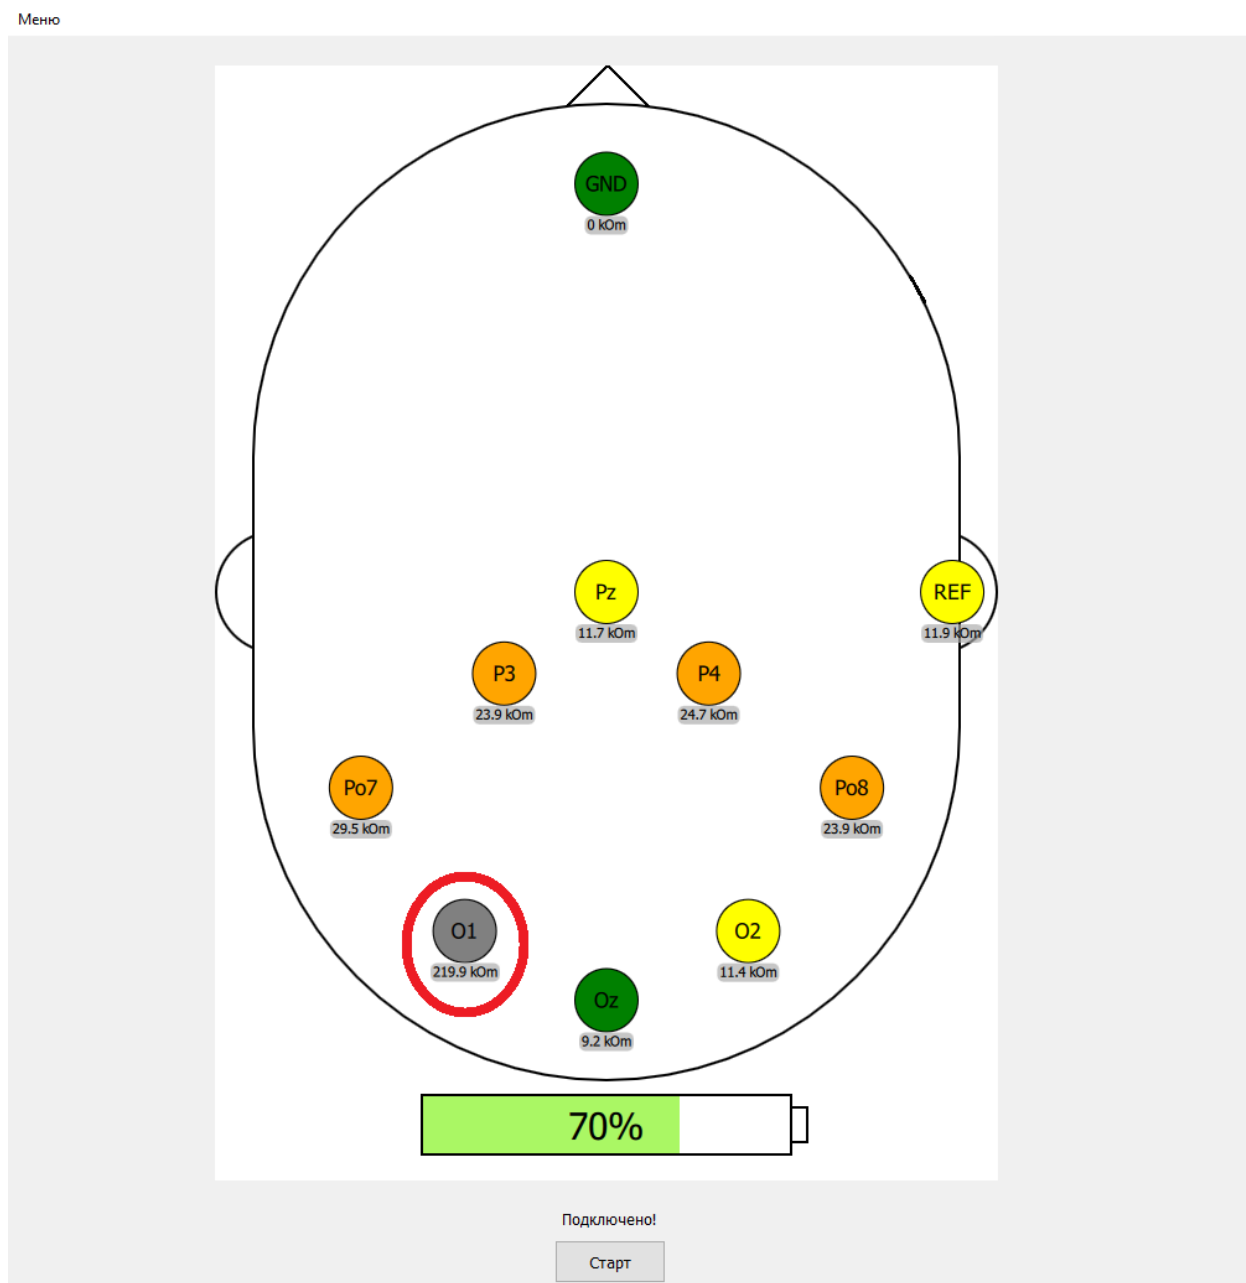 Меню
GND
0 kOm
Pz
11.7 kOm
REF
11.9 kOm
P3
23.9 kOm
P4
24.7 kOm
Po7
29.5 kOm
Po8
23.9 kOm
O1
219.9 kOm
O2
11.4 kOm
Oz
9.2 kOm
70%
Подключено!
Старт